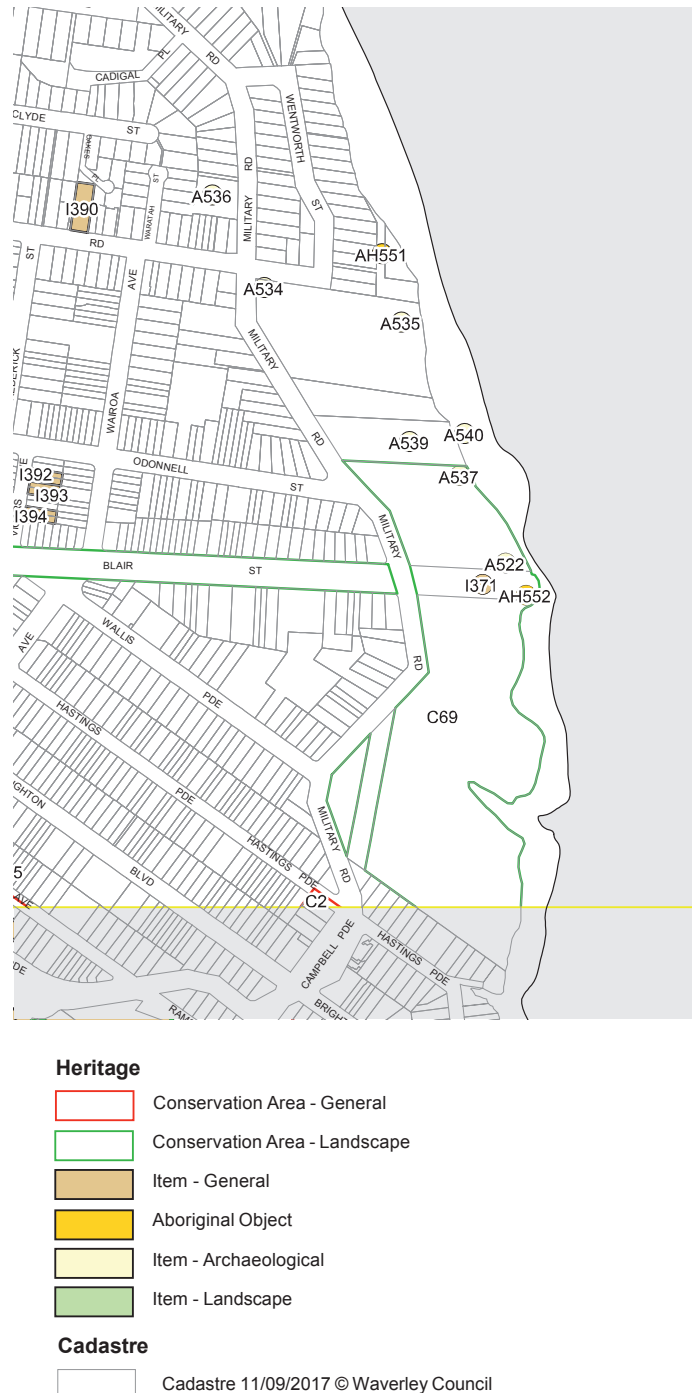 MILITARY
RD
PL
CADIGAL
WENTWORTH
ST
CLYDE
ST
OXKES
PL
ST
WARATAH
RD
MILITARY
A536
I390
RD
ST
AVE
AH551
A534
A535
MILITARY
RD
WAIROA
A539
A540
A537
ODONNELL
ST
I392
I393
I394
MILITARY
BLAIR
ST
A522
I371
AH552
RD
WALLIS
PDE
AVE
C69
HASTINGS
PDE
MILITARY
RD
BLVD
HASTINGS PDE
5
AVE
C2
CAMPBELL PDE
HASTINGS
PDE
Heritage
Conservation Area - General
Conservation Area - Landscape
Item - General
Aboriginal Object
Item - Archaeological
Item - Landscape
Cadastre
Cadastre 11/09/2017 © Waverley Council